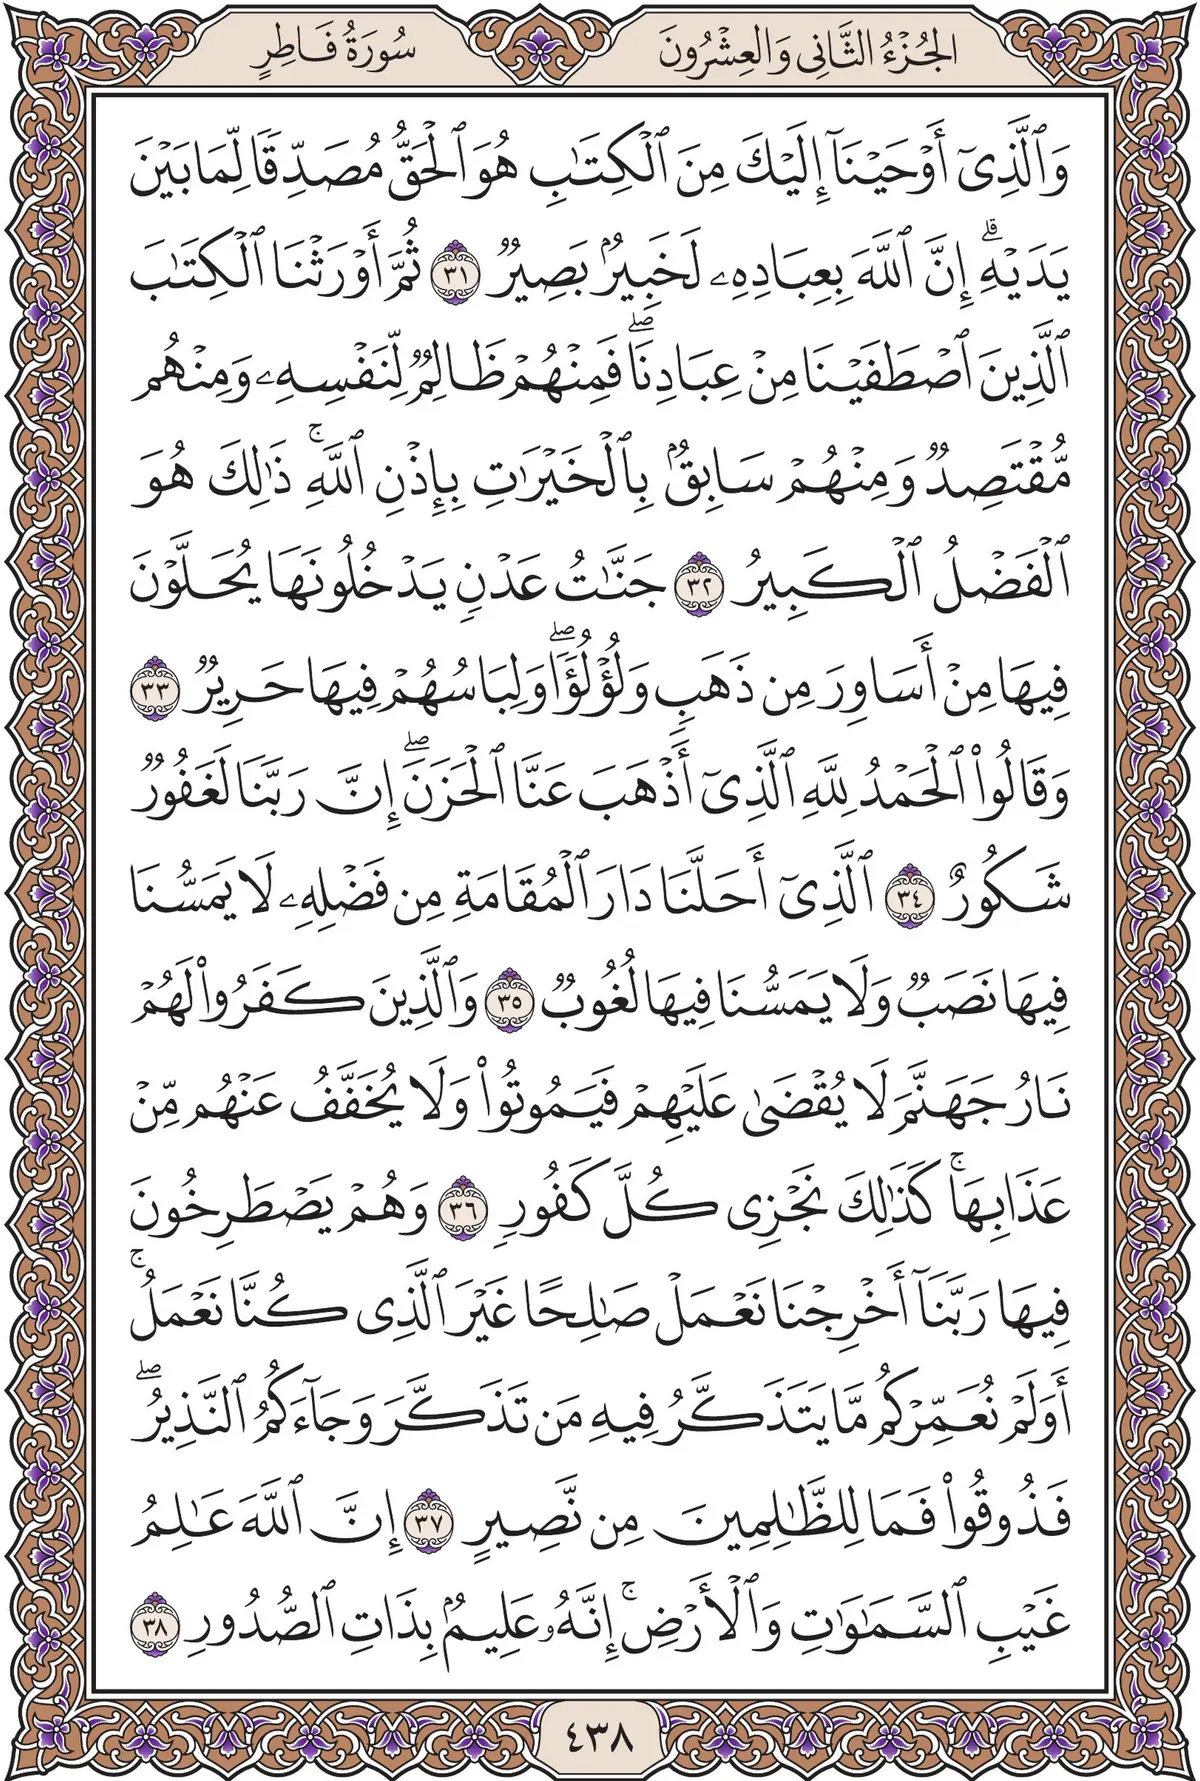 الجُزْءُ الثَّانِي وَالعِشْرُونَ
سُورَةُ فَاطِرٍ
وَٱلَّذِىٓ أَوْحَيْنَآ إِلَيْكَ مِنَ ٱلْكِتَٰبِ هُوَ ٱلْحَقُّ مُصَدِّقًا لِّمَا بَيْنَ
يَدَيْهِۗ إِنَّ ٱللَّهَ بِعِبَادِهِۦ لَخَبِيرٌۢ بَصِيرٌ ٣١ ثُمَّ أَوْرَثْنَا ٱلْكِتَٰبَ
ٱلَّذِينَ ٱصْطَفَيْنَا مِنْ عِبَادِنَاۖ فَمِنْهُمْ ظَالِمٌ لِّنَفْسِهِۦ وَمِنْهُم
مُّقْتَصِدٌ وَمِنْهُمْ سَابِقٌۢ بِٱلْخَيْرَٰتِ بِإِذْنِ ٱللَّهِۚ ذَٰلِكَ هُوَ
ٱلْفَضْلُ ٱلْكَبِيرُ ٣٢ جَنَّٰتُ عَدْنٍ يَدْخُلُونَهَا يُحَلَّوْنَ
فِيهَا مِنْ أَسَاوِرَ مِن ذَهَبٍ وَلُؤْلُؤًاۖ وَلِبَاسُهُمْ فِيهَا حَرِيرٌ ٣٣
وَقَالُوا۟ ٱلْحَمْدُ لِلَّهِ ٱلَّذِىٓ أَذْهَبَ عَنَّا ٱلْحَزَنَۖ إِنَّ رَبَّنَا لَغَفُورٌ
شَكُورٌ ٣٤ ٱلَّذِىٓ أَحَلَّنَا دَارَ ٱلْمُقَامَةِ مِن فَضْلِهِۦ لَا يَمَسُّنَا
فِيهَا نَصَبٌ وَلَا يَمَسُّنَا فِيهَا لُغُوبٌ ٣٥ وَٱلَّذِينَ كَفَرُوا۟ لَهُمْ
نَارُ جَهَنَّمَ لَا يُقْضَىٰ عَلَيْهِمْ فَيَمُوتُوا۟ وَلَا يُخَفَّفُ عَنْهُم مِّنْ
عَذَابِهَاۚ كَذَٰلِكَ نَجْزِى كُلَّ كَفُورٍ ٣٦ وَهُمْ يَصْطَرِخُونَ
فِيهَا رَبَّنَآ أَخْرِجْنَا نَعْمَلْ صَٰلِحًا غَيْرَ ٱلَّذِى كُنَّا نَعْمَلُۚ
أَوَلَمْ نُعَمِّرْكُم مَّا يَتَذَكَّرُ فِيهِ مَن تَذَكَّرَ وَجَآءَكُمُ ٱلنَّذِيرُۖ
فَذُوقُوا۟ فَمَا لِلظَّٰلِمِينَ مِن نَّصِيرٍ ٣٧ إِنَّ ٱللَّهَ عَٰلِمُ
غَيْبِ ٱلسَّمَٰوَٰتِ وَٱلْأَرْضِۚ إِنَّهُۥ عَلِيمٌۢ بِذَاتِ ٱلصُّدُورِ ٣٨
٤٣٨